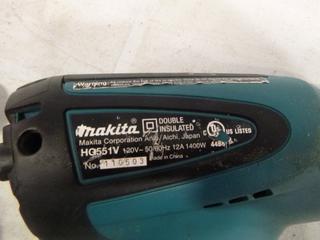 Warning
makita
DOUBLE
INSULATED
Makita Corporation Anjo, Aichi, Japan
HG551V 120V~ 50/60Hz 12A 1400W
No. 110503
Made in China
C UL US LISTED